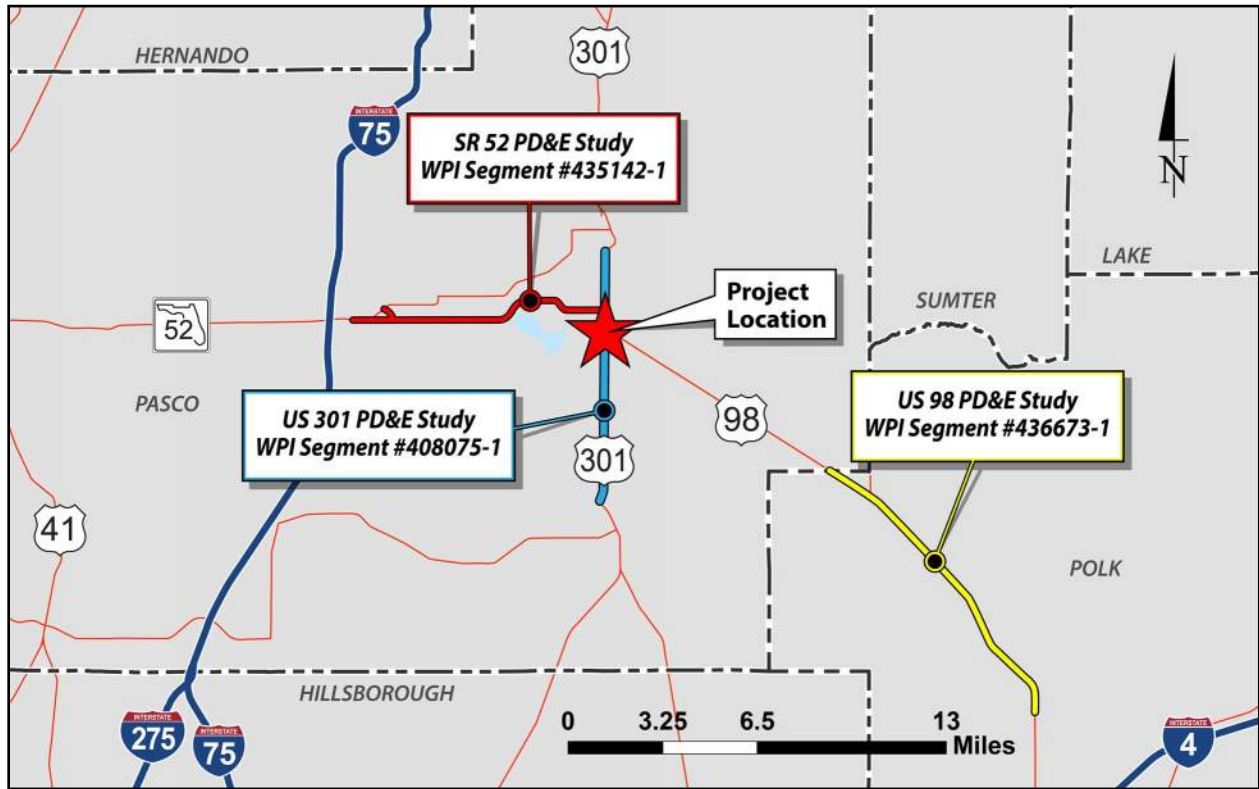 HERNANDO
301
INTERSTATE
75
SR 52 PD&E Study
WPI Segment #435142-1
N
LAKE
SUMTER
Project
Location
52
PASCO
US 301 PD&E Study
WPI Segment #408075-1
98
US 98 PD&E Study
WPI Segment #436673-1
301
41
POLK
HILLSBOROUGH
0 3.25 6.5 13
Miles
INTERSTATE
275
INTERSTATE
75
INTERSTATE
4